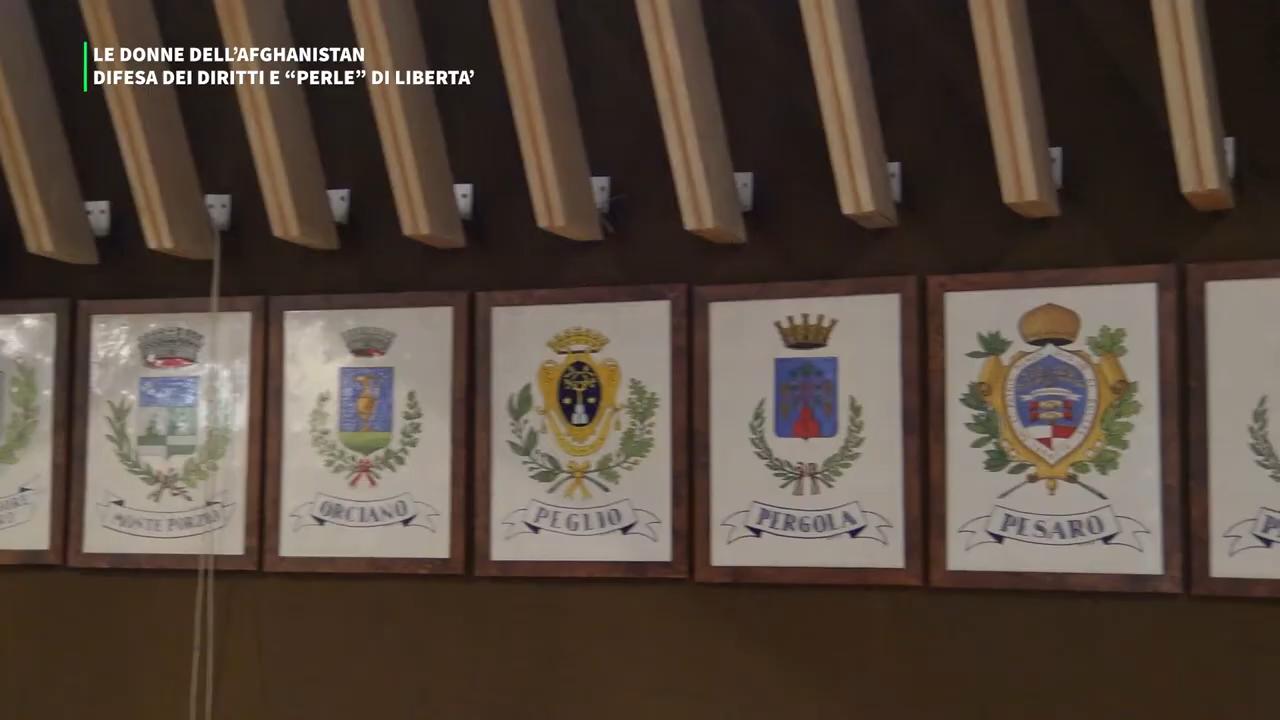 LE DONNE DELL’AFGHANISTAN
DIFESA DEI DIRITTI E “PERLE” DI LIBERTA’
MONTE PORZIO
ORCIANO
PEGLIO
PERGOLA
PESARO